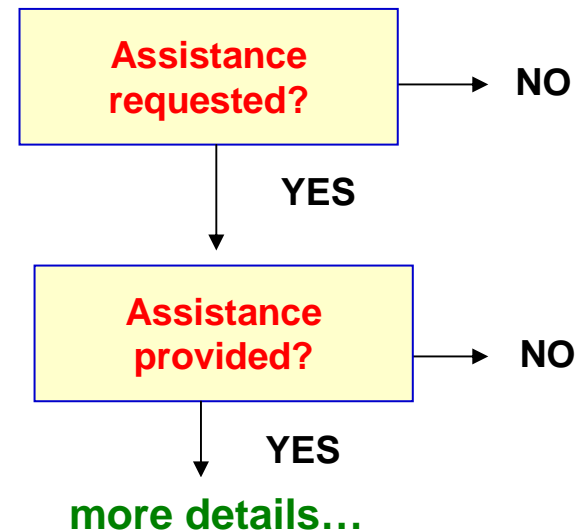 Assistance
requested?
NO
YES
Assistance
provided?
NO
YES
more details…